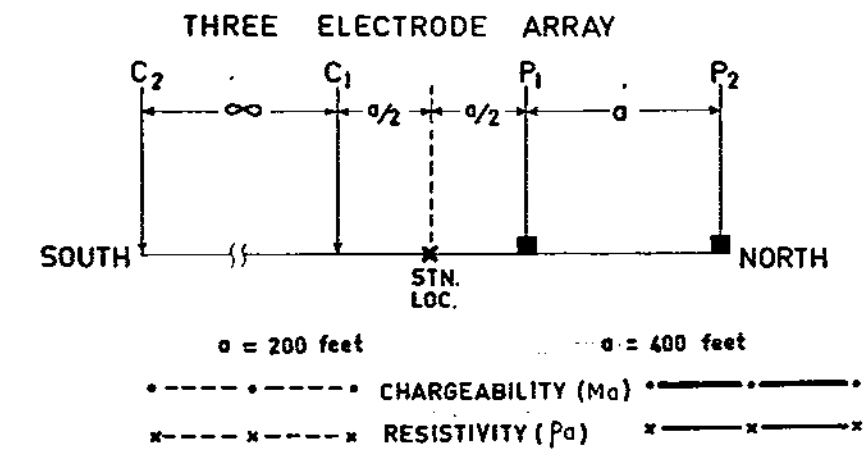 THREE ELECTRODE ARRAY
C2 C1 P1 P2
∞ a/2 a/2 a
SOUTH NORTH
STN.
LOC.
a = 200 feet a = 400 feet
CHARGEABILITY (Ma)
RESISTIVITY (ρa)